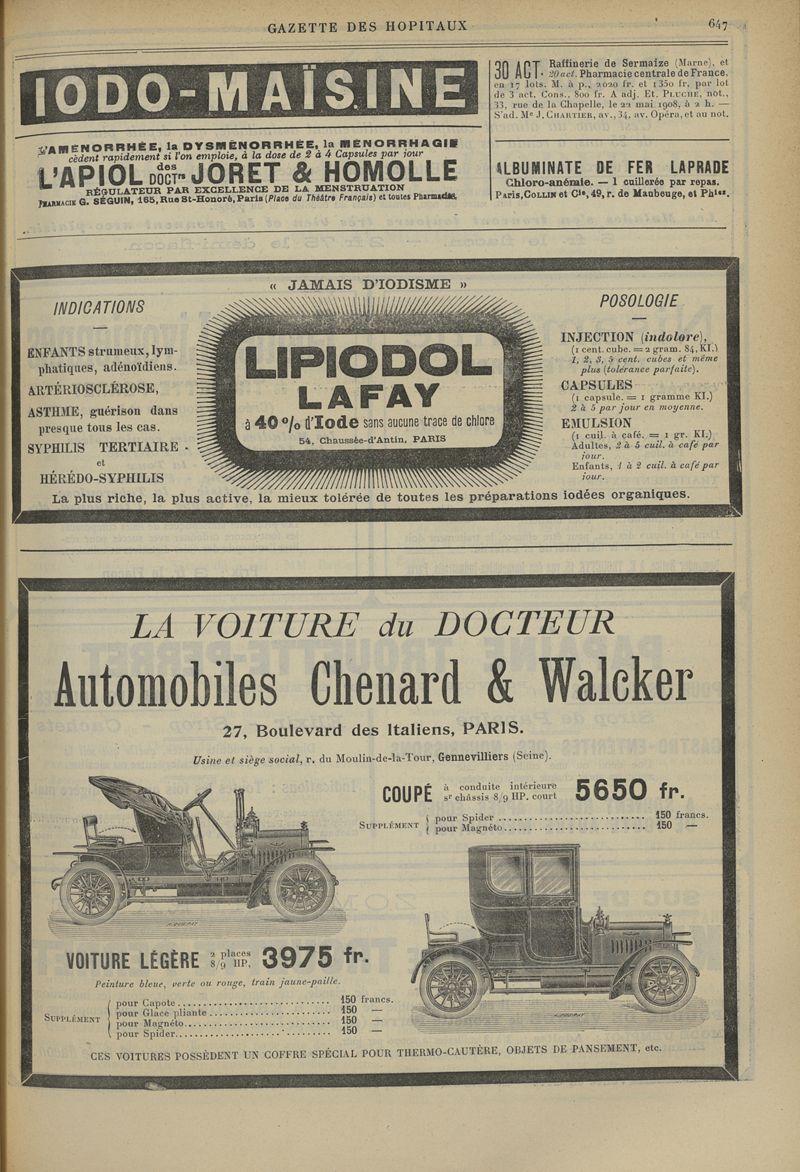 GAZETTE DES HOPITAUX
647
IODO-MAÏSINE
L'AMÉNORRHÉE, la DYSMÉNORRHÉE, la MÉNORRHAGIE
cèdent rapidement si l'on emploie, à la dose de 2 à 4 Capsules par jour
L'APIOL des DOCTrs JORET & HOMOLLE
RÉGULATEUR PAR EXCELLENCE DE LA MENSTRUATION
PHARMACIE G. SÉGUIN, 165, Rue St-Honoré, Paris (Place du Théâtre Français) et toutes Pharmacies.
30 ACT. Raffinerie de Sermaize (Marne), et
20 act. Pharmacie centrale de France.
en 17 lots. M. à p., 2020 fr. et 1350 fr. par lot
de 3 act. Cons., 800 fr. A adj. Et. PLUCHE, not.,
33, rue de la Chapelle, le 22 mai 1908, à 2 h. —
S'ad. Me J. CHARTIER, av., 34, av. Opéra, et au not.
ALBUMINATE DE FER LAPRADE
Chloro-anémie. — 1 cuillerée par repas.
PARIS, COLLIN et Cie, 49, r. de Maubeuge, et Phies.
« JAMAIS D'IODISME »
INDICATIONS
ENFANTS strumeux, lym-
phatiques, adénoïdiens.
ARTÉRIOSCLÉROSE,
ASTHME, guérison dans
presque tous les cas.
SYPHILIS TERTIAIRE
et
HÉRÉDO-SYPHILIS
LIPIODOL
LAFAY
à 40 % d'Iode sans aucune trace de chlore
54, Chaussée-d'Antin, PARIS
POSOLOGIE
INJECTION (indolore),
(1 cent. cube. = 2 gram. 84, KI.)
1, 2, 3, 5 cent. cubes et même
plus (tolérance parfaite).
CAPSULES
(1 capsule. = 1 gramme KI.)
2 à 5 par jour en moyenne.
EMULSION
(1 cuil. à café. = 1 gr. KI.)
Adultes, 2 à 5 cuil. à café par
jour.
Enfants, 1 à 2 cuil. à café par
jour.
La plus riche, la plus active, la mieux tolérée de toutes les préparations iodées organiques.
LA VOITURE du DOCTEUR
Automobiles Chenard & Walcker
27, Boulevard des Italiens, PARIS.
Usine et siège social, r. du Moulin-de-la-Tour, Gennevilliers (Seine).
COUPÉ à conduite intérieure
sr châssis 8/9 HP. court 5650 fr.
SUPPLÉMENT
pour Spider 150 francs.
pour Magnéto 150 —
VOITURE LÉGÈRE 2 places
8/9 HP, 3975 fr.
Peinture bleue, verte ou rouge, train jaune-paille.
SUPPLÉMENT
pour Capote 150 francs.
pour Glace pliante 150 —
pour Magnéto 150 —
pour Spider 150 —
CES VOITURES POSSÈDENT UN COFFRE SPÉCIAL POUR THERMO-CAUTÈRE, OBJETS DE PANSEMENT, etc.